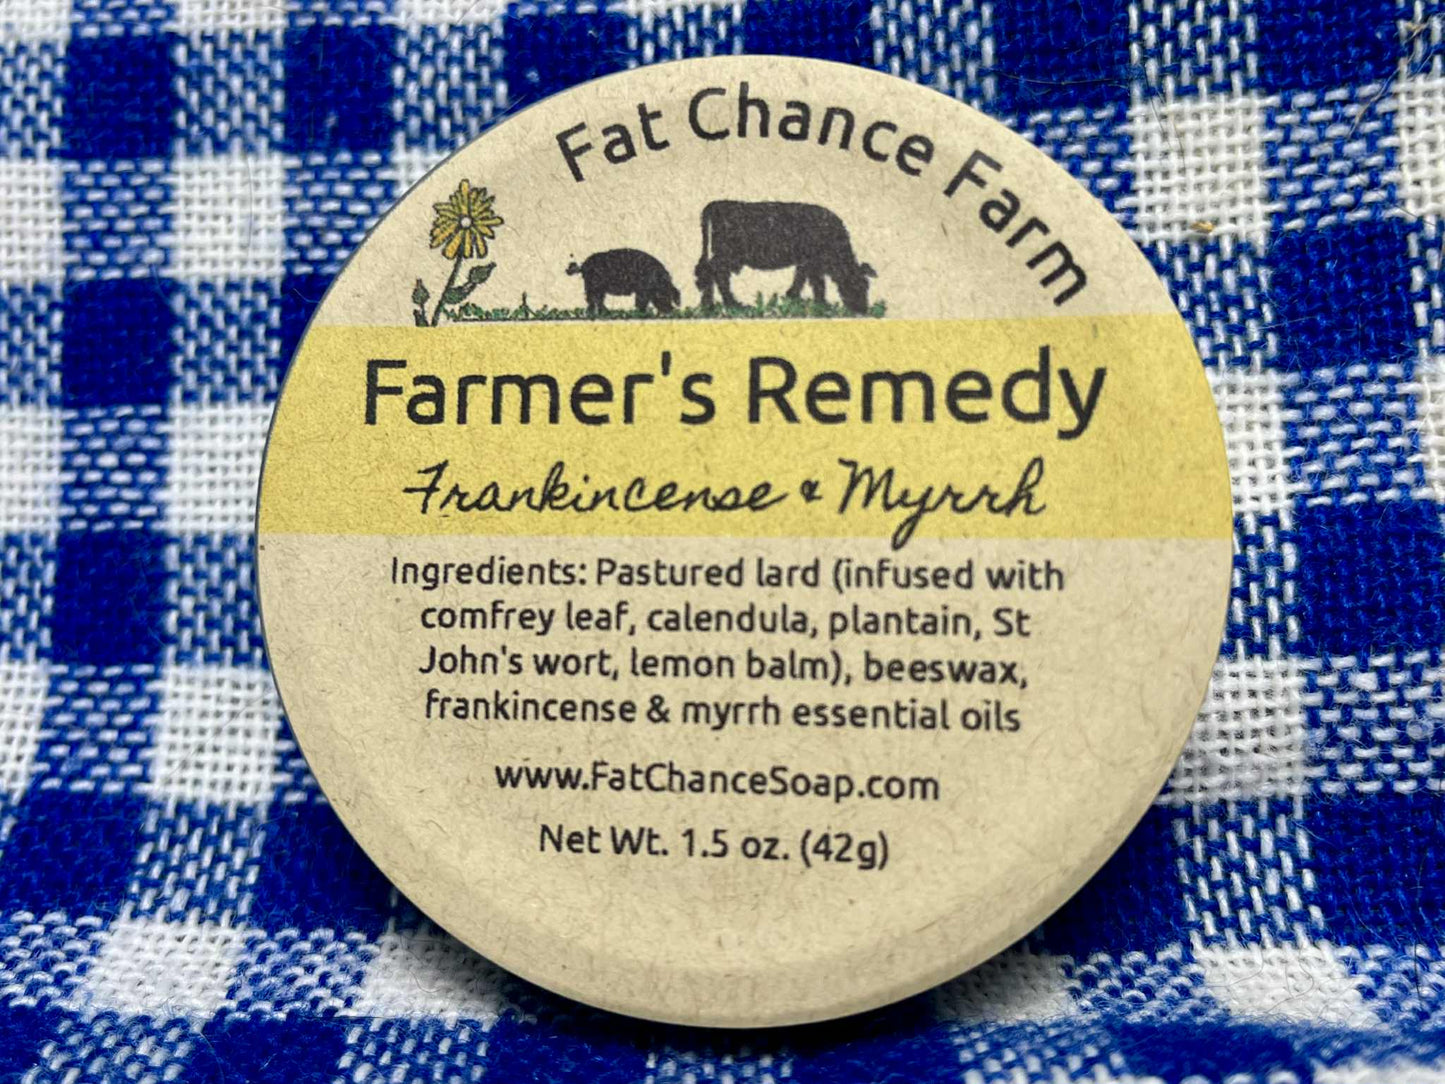 Fat Chance Farm
Farmer's Remedy
Frankincense & Myrrh
Ingredients: Pastured lard (infused with
comfrey leaf, calendula, plantain, St
John's wort, lemon balm), beeswax,
frankincense & myrrh essential oils
www.FatChanceSoap.com
Net Wt. 1.5 oz. (42g)